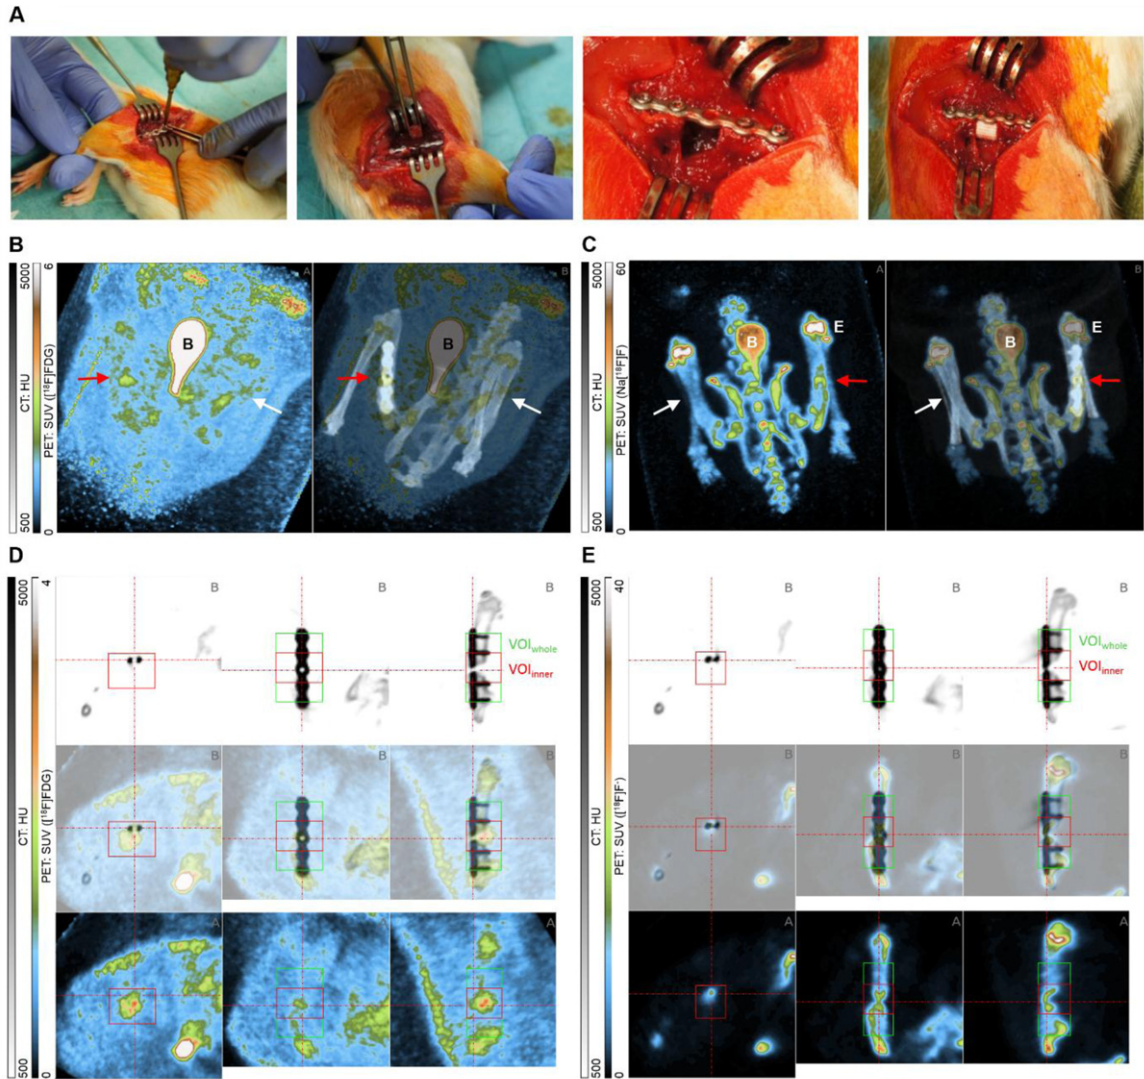 A
B
C
5000
6
CT: HU
PET: SUV ([¹⁸F]FDG)
500
0
B
A
B
B
5000
60
CT: HU
PET: SUV (Na[¹⁸F]F)
500
0
B
E
A
B
E
B
D
E
5000
4
CT: HU
PET: SUV ([¹⁸F]FDG)
500
0
B
B
B
VOIwhole
VOIinner
B
B
B
A
A
A
5000
40
CT: HU
PET: SUV ([¹⁸F]F⁻)
500
0
B
B
B
VOIwhole
VOIinner
B
B
B
A
A
A